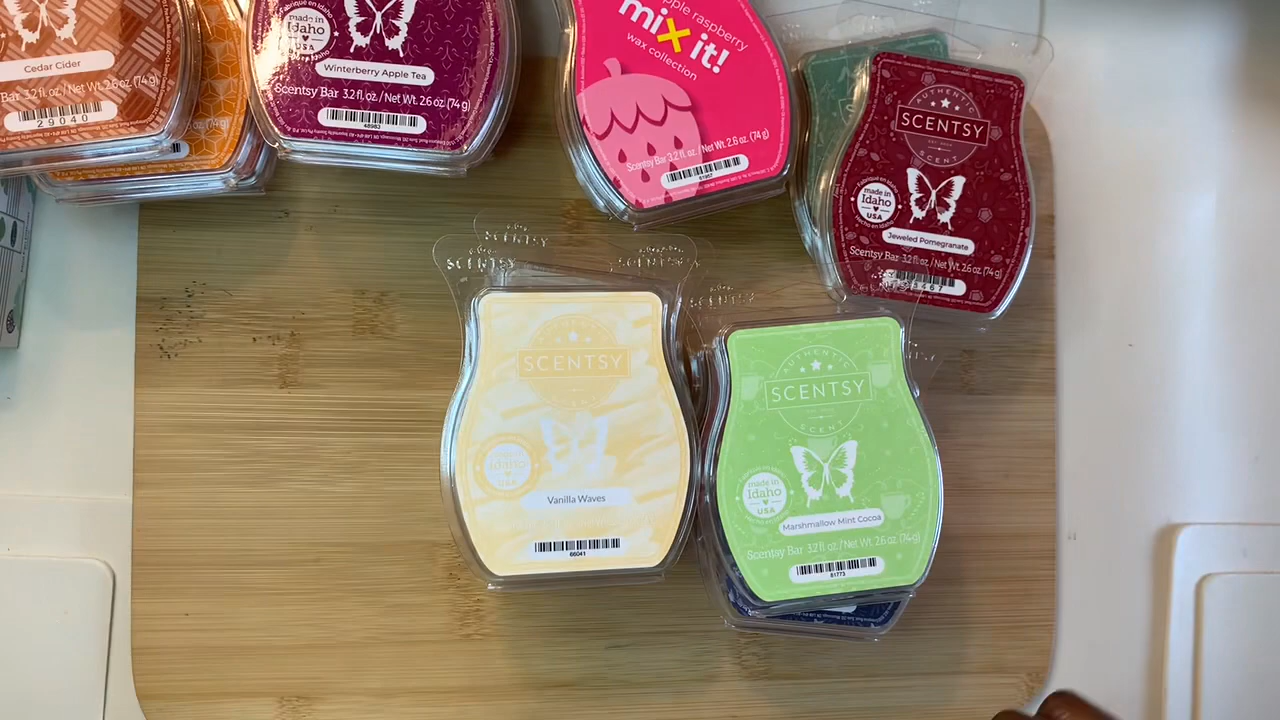 Cedar Cider
Bar 3.2 fl. oz. / Net Wt. 2.6 oz. (74 g)
29040
made in
Idaho
USA
Winterberry Apple Tea
Scentsy Bar 3.2 fl. oz. / Net Wt. 2.6 oz. (74 g)
48983
raspberry
mix it!
wax collection
Scentsy Bar 3.2 fl. oz. / Net Wt. 2.6 oz. (74 g)
AUTHENTIC
SCENTSY
SCENT
made in
Idaho
USA
Jeweled Pomegranate
Scentsy Bar 3.2 fl. oz. / Net Wt. 2.6 oz. (74 g)
SCENTSY
SCENTSY
SCENTSY
SCENTSY
SCENTSY
Idaho
USA
Vanilla Waves
66041
AUTHENTIC
SCENTSY
SCENT
made in
Idaho
USA
Marshmallow Mint Cocoa
Scentsy Bar 3.2 fl. oz. / Net Wt. 2.6 oz. (74 g)
61773